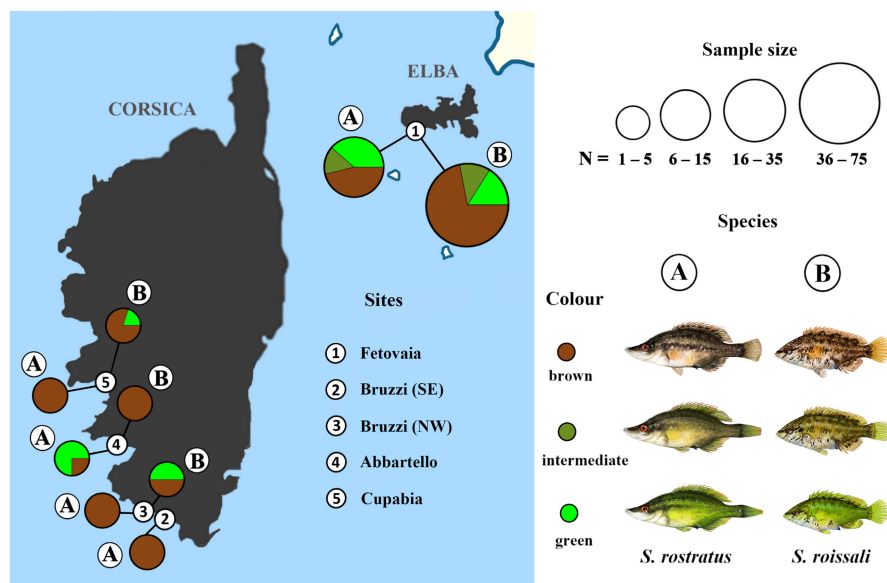 CORSICA
ELBA
A
B
1
B
A
5
B
A
4
B
A
3
2
A
Sites
1 Fetovaia
2 Bruzzi (SE)
3 Bruzzi (NW)
4 Abbartello
5 Cupabia
Sample size
N = 1 – 5 6 – 15 16 – 35 36 – 75
Species
A B
Colour
brown
intermediate
green
S. rostratus S. roissali